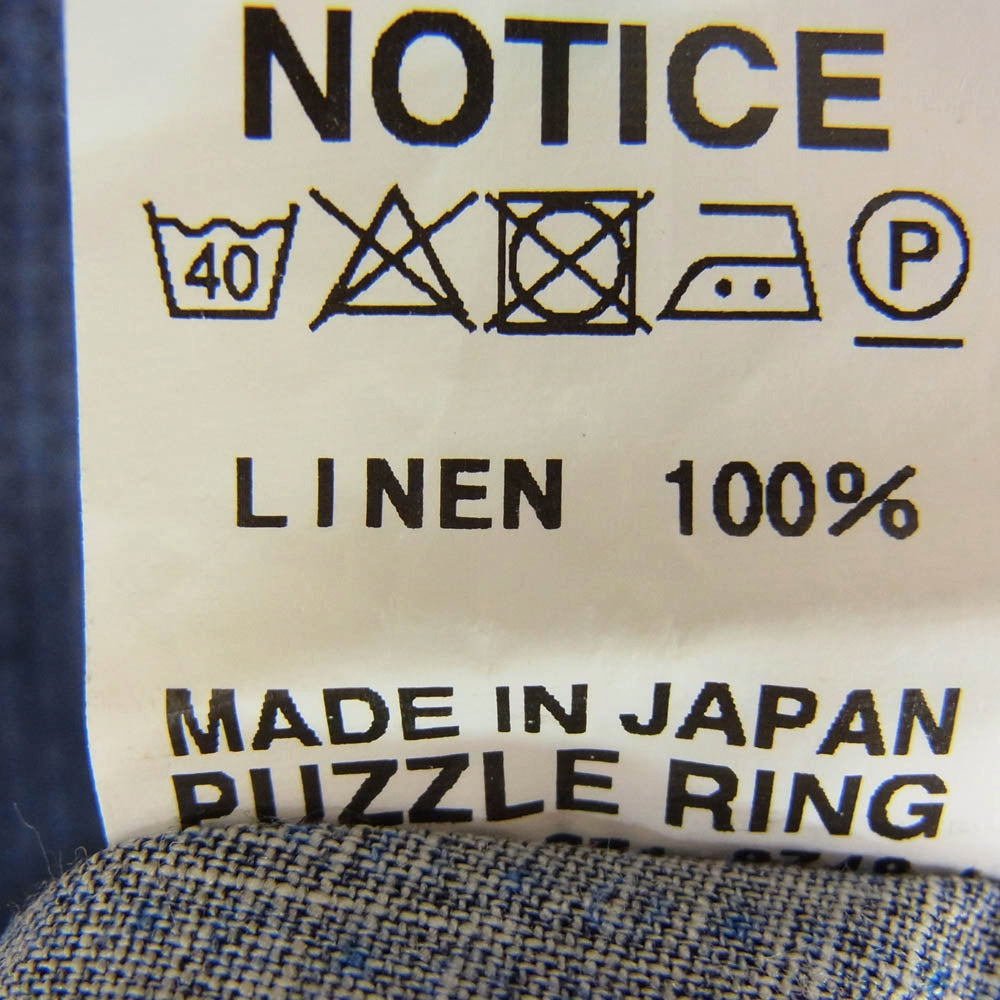 NOTICE
40 P
LINEN 100%
MADE IN JAPAN
PUZZLE RING